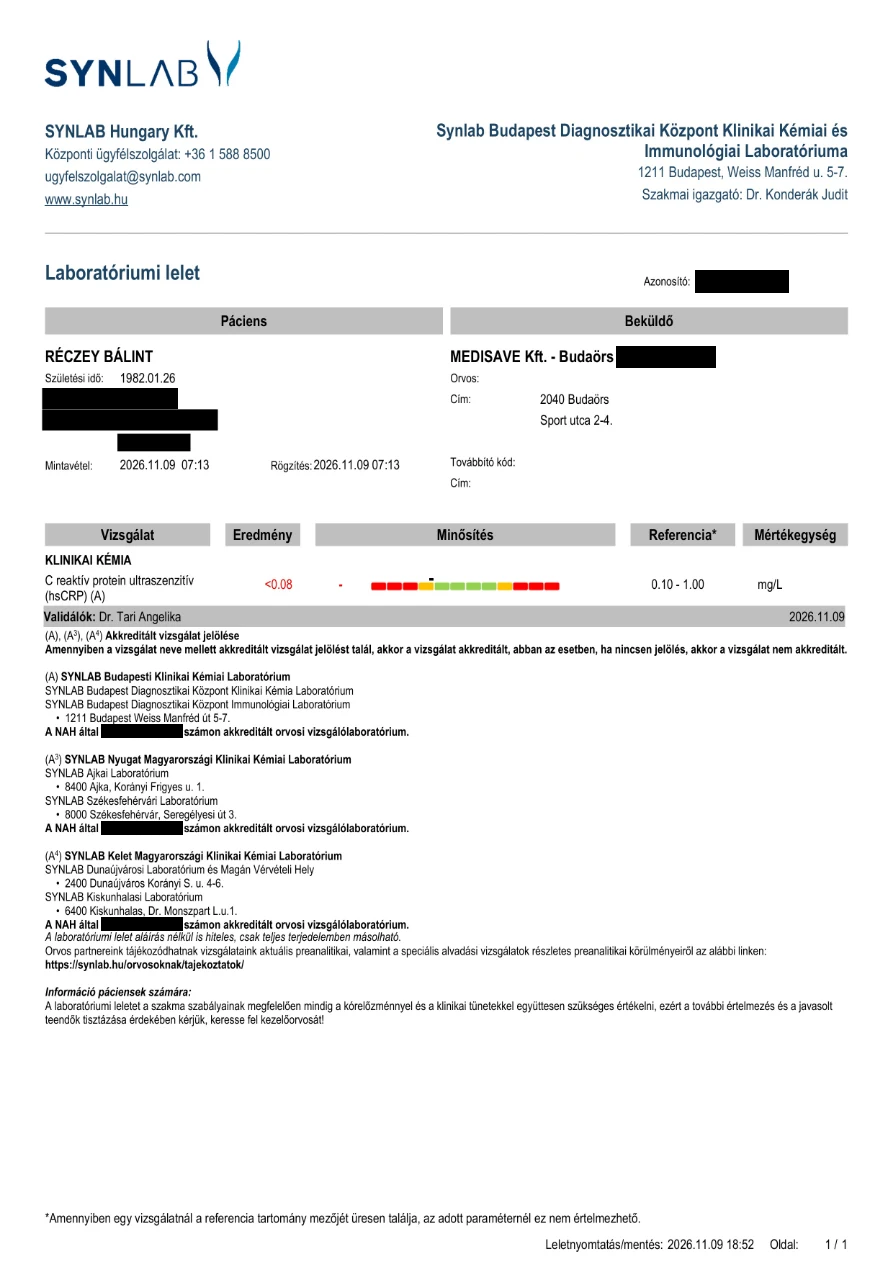 SYNLAB
SYNLAB Hungary Kft.
Központi ügyfélszolgálat: +36 1 588 8500
ugyfelszolgalat@synlab.com
www.synlab.hu
Synlab Budapest Diagnosztikai Központ Klinikai Kémiai és
Immunológiai Laboratóriuma
1211 Budapest, Weiss Manfréd u. 5-7.
Szakmai igazgató: Dr. Konderák Judit
Laboratóriumi lelet
Azonosító:
Páciens
Beküldő
RÉCZEY BÁLINT
Születési idő: 1982.01.26
Mintavétel: 2026.11.09 07:13 Rögzítés: 2026.11.09 07:13
MEDISAVE Kft. - Budaörs
Orvos:
Cím: 2040 Budaörs
Sport utca 2-4.
Továbbító kód:
Cím:
Vizsgálat Eredmény Minősítés Referencia* Mértékegység
KLINIKAI KÉMIA
C reaktív protein ultraszenzitív <0.08 - 0.10 - 1.00 mg/L
(hsCRP) (A)
Validálók: Dr. Tari Angelika 2026.11.09
(A), (A³), (A⁴) Akkreditált vizsgálat jelölése
Amennyiben a vizsgálat neve mellett akkreditált vizsgálat jelölést talál, akkor a vizsgálat akkreditált, abban az esetben, ha nincsen jelölés, akkor a vizsgálat nem akkreditált.
(A) SYNLAB Budapesti Klinikai Kémiai Laboratórium
SYNLAB Budapest Diagnosztikai Központ Klinikai Kémia Laboratórium
SYNLAB Budapest Diagnosztikai Központ Immunológiai Laboratórium
• 1211 Budapest Weiss Manfréd út 5-7.
A NAH által számon akkreditált orvosi vizsgálólaboratórium.
(A³) SYNLAB Nyugat Magyarországi Klinikai Kémiai Laboratórium
SYNLAB Ajkai Laboratórium
• 8400 Ajka, Korányi Frigyes u. 1.
SYNLAB Székesfehérvári Laboratórium
• 8000 Székesfehérvár, Seregélyesi út 3.
A NAH által számon akkreditált orvosi vizsgálólaboratórium.
(A⁴) SYNLAB Kelet Magyarországi Klinikai Kémiai Laboratórium
SYNLAB Dunaújvárosi Laboratórium és Magán Vérvételi Hely
• 2400 Dunaújváros Korányi S. u. 4-6.
SYNLAB Kiskunhalasi Laboratórium
• 6400 Kiskunhalas, Dr. Monszpart L.u.1.
A NAH által számon akkreditált orvosi vizsgálólaboratórium.
A laboratóriumi lelet aláírás nélkül is hiteles, csak teljes terjedelemben másolható.
Orvos partnereink tájékozódhatnak vizsgálataink aktuális preanalitikai, valamint a speciális alvadási vizsgálatok részletes preanalitikai körülményeiről az alábbi linken:
https://synlab.hu/orvosoknak/tajekoztatok/
Információ páciensek számára:
A laboratóriumi leletet a szakma szabályainak megfelelően mindig a kórelőzménnyel és a klinikai tünetekkel együttesen szükséges értékelni, ezért a további értelmezés és a javasolt
teendők tisztázása érdekében kérjük, keresse fel kezelőorvosát!
*Amennyiben egy vizsgálatnál a referencia tartomány mezőjét üresen találja, az adott paraméternél ez nem értelmezhető.
Leletnyomtatás/mentés: 2026.11.09 18:52 Oldal: 1 / 1